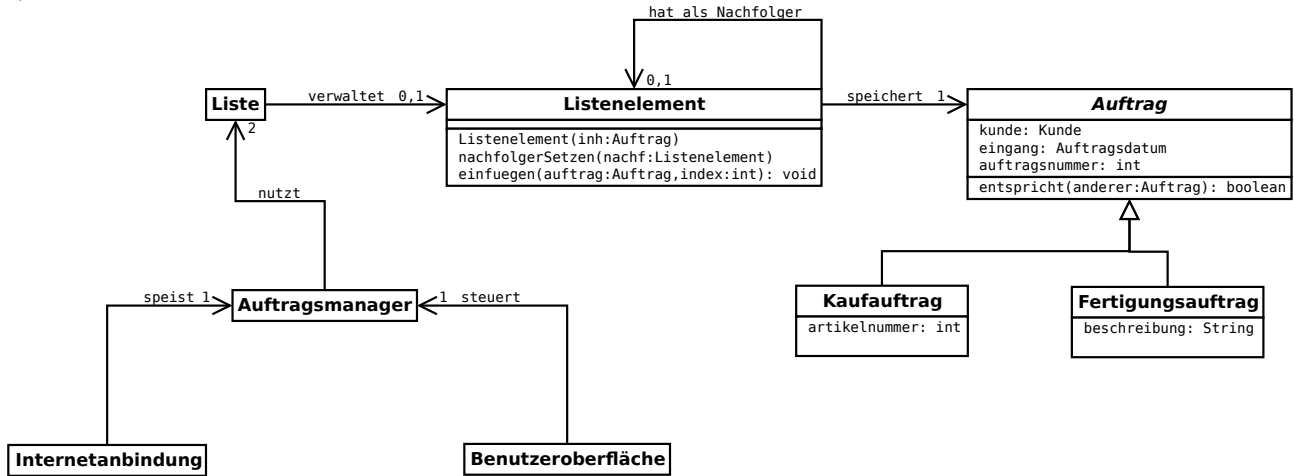 hat als Nachfolger
0,1
Liste
verwaltet 0,1
Listenelement
speichert 1
Auftrag
2
Listenelement(inh:Auftrag)
nachfolgerSetzen(nachf:Listenelement)
einfuegen(auftrag:Auftrag,index:int): void
kunde: Kunde
eingang: Auftragsdatum
auftragsnummer: int
entspricht(anderer:Auftrag): boolean
nutzt
speist 1
Auftragsmanager
1 steuert
Kaufauftrag
artikelnummer: int
Fertigungsauftrag
beschreibung: String
Internetanbindung
Benutzeroberfläche